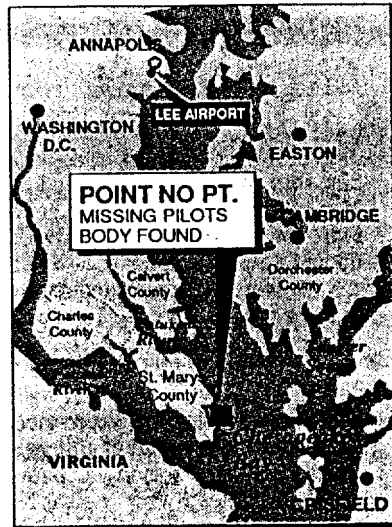 ANNAPOLIS
LEE AIRPORT
WASHINGTON
D.C.
EASTON
POINT NO PT.
MISSING PILOTS
BODY FOUND
CAMBRIDGE
Calvert
County
Dorchester
County
Charles
County
River
St. Mary
County
River
VIRGINIA